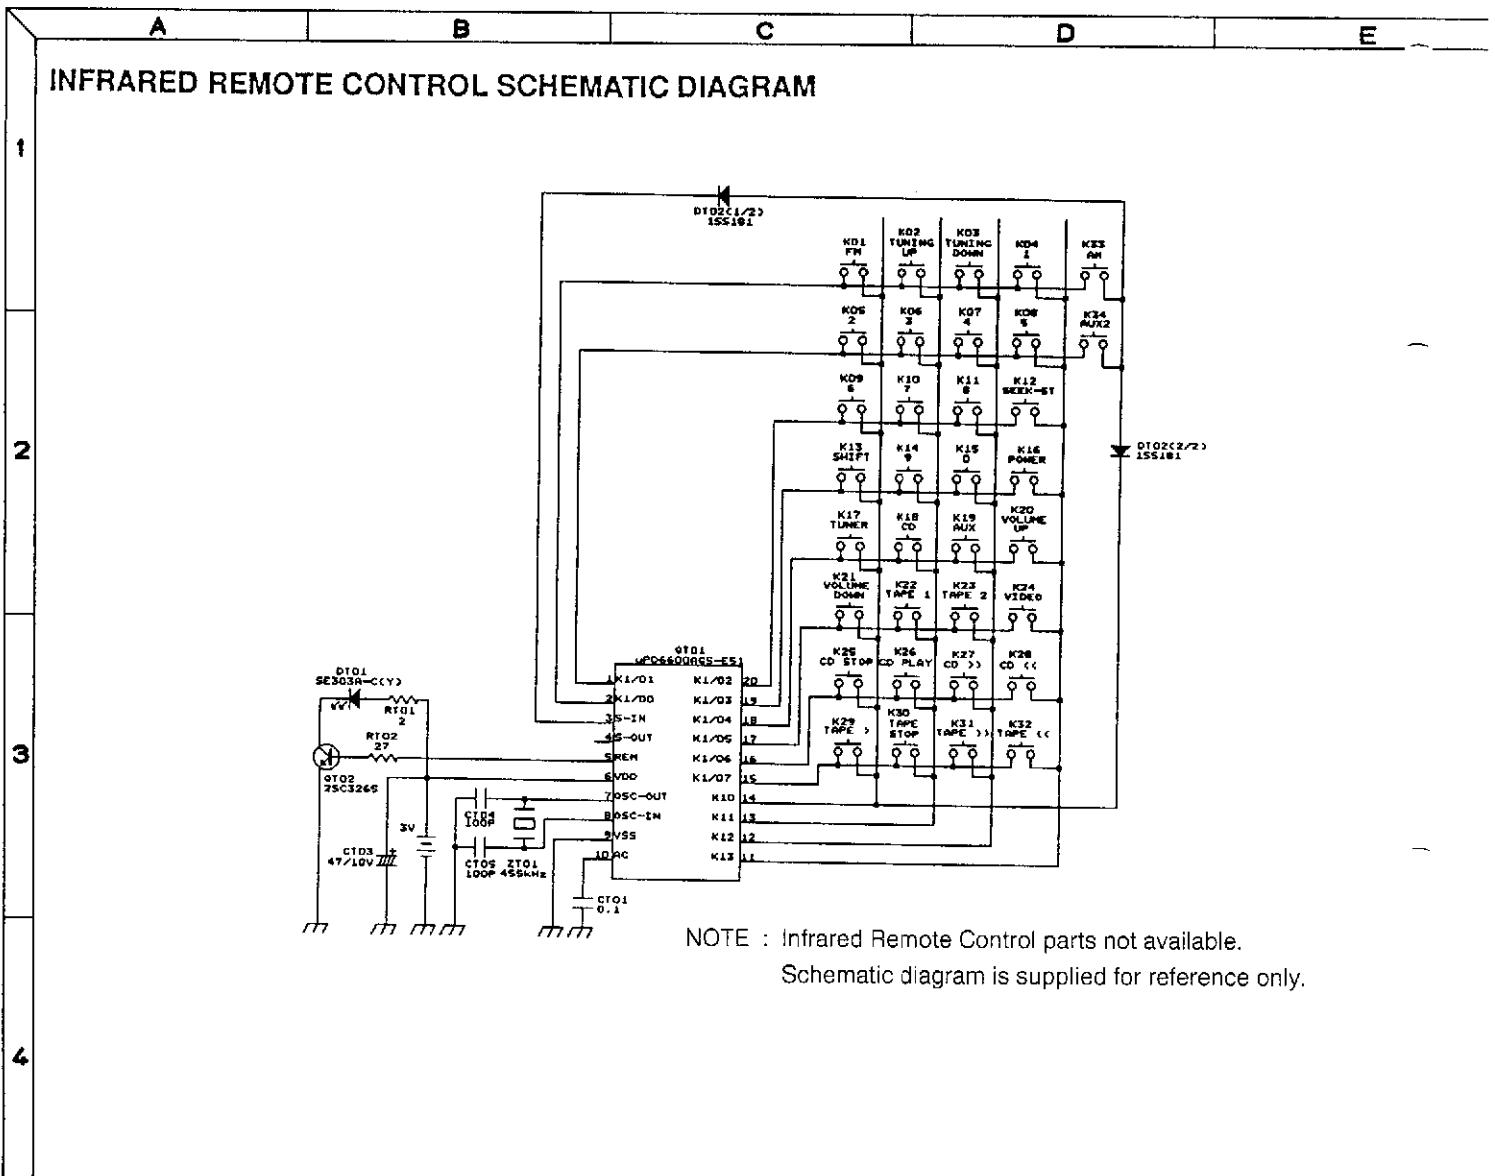 A B C D E
INFRARED REMOTE CONTROL SCHEMATIC DIAGRAM
1
2
3
4
DT02(1/2)
1SS181
K01
FM
K02
TUNING
UP
K03
TUNING
DOWN
K04
1
K33
AM
K05
2
K06
3
K07
4
K08
5
K34
AUX2
K09
6
K10
7
K11
8
K12
SEEK-ST
K13
SHIFT
K14
9
K15
0
K16
POWER
DT02(2/2)
1SS181
K17
TUNER
K18
CD
K19
AUX
K20
VOLUME
UP
K21
VOLUME
DOWN
K22
TAPE 1
K23
TAPE 2
K24
VIDEO
K25
CD STOP
K26
CD PLAY
K27
CD >>
K28
CD <<
K29
TAPE >
K30
TAPE
STOP
K31
TAPE >>
K32
TAPE <<
QT01
uPD6600AGS-E51
1 K1/O1
2 K1/O0
3 S-IN
4 S-OUT
5 REM
6 VDD
7 OSC-OUT
8 OSC-IN
9 VSS
10 AC
K1/O2 20
K1/O3 19
K1/O4 18
K1/O5 17
K1/O6 16
K1/O7 15
K10 14
K11 13
K12 12
K13 11
DT01
SE303A-C(Y)
RT01
2
RT02
27
QT02
2SC3265
3V
CT03
47/10V
+
CT04
100P
CT05
100P
ZT01
455kHz
CT01
0.1
NOTE : Infrared Remote Control parts not available.
Schematic diagram is supplied for reference only.